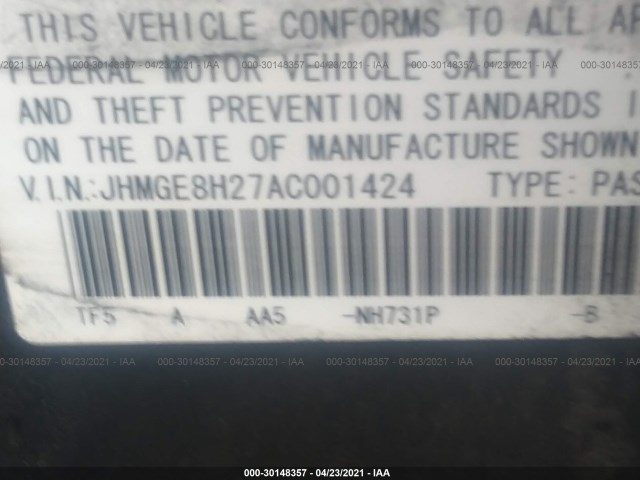 THIS VEHICLE CONFORMS TO ALL
FEDERAL MOTOR VEHICLE SAFETY
AND THEFT PREVENTION STANDARDS
ON THE DATE OF MANUFACTURE SHOWN
V.I.N.:JHMGE8H27AC001424 TYPE: PAS
TF5 A AA5 -NH731P -B
000-30148357 - 04/23/2021 - IAA